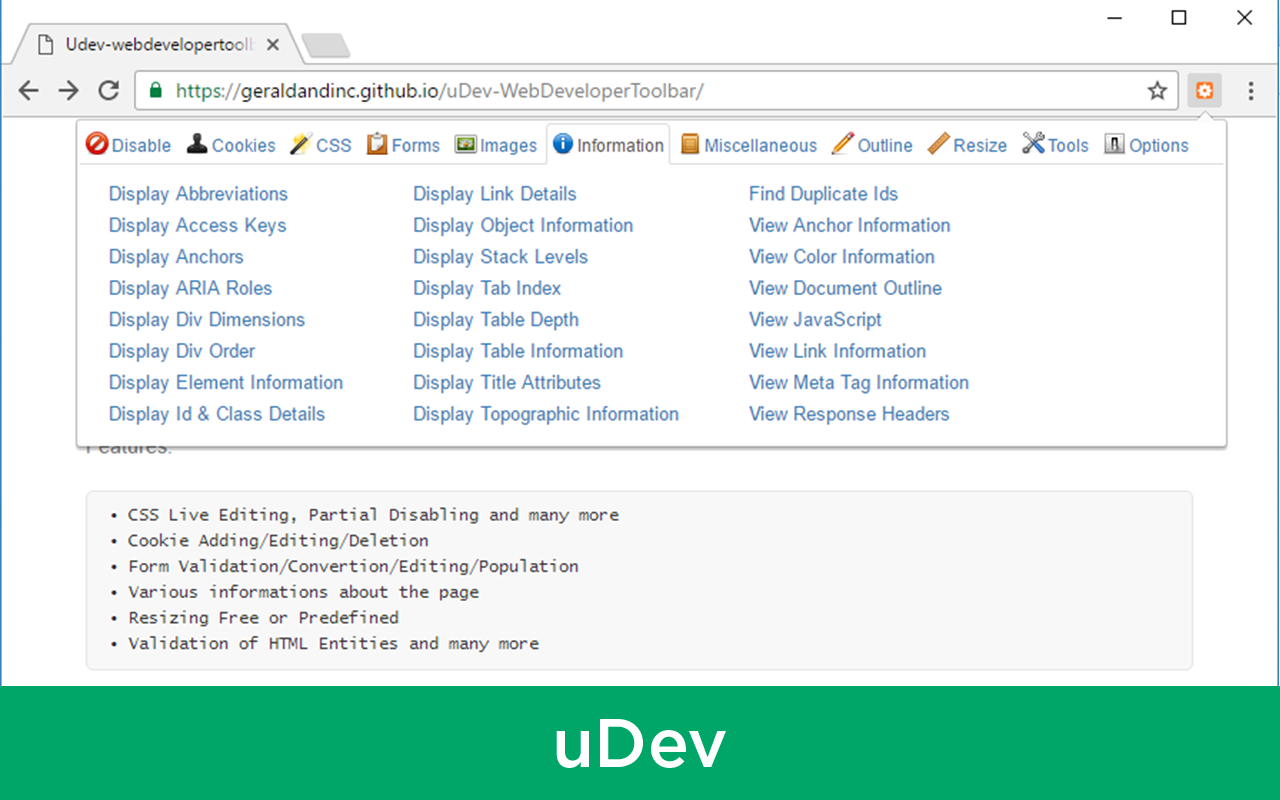 Udev-webdevelopertoolb
https://geraldandinc.github.io/uDev-WebDeveloperToolbar/
Disable Cookies CSS Forms Images Information Miscellaneous Outline Resize Tools Options
Display Abbreviations Display Link Details Find Duplicate Ids
Display Access Keys Display Object Information View Anchor Information
Display Anchors Display Stack Levels View Color Information
Display ARIA Roles Display Tab Index View Document Outline
Display Div Dimensions Display Table Depth View JavaScript
Display Div Order Display Table Information View Link Information
Display Element Information Display Title Attributes View Meta Tag Information
Display Id & Class Details Display Topographic Information View Response Headers
Features:
• CSS Live Editing, Partial Disabling and many more
• Cookie Adding/Editing/Deletion
• Form Validation/Convertion/Editing/Population
• Various informations about the page
• Resizing Free or Predefined
• Validation of HTML Entities and many more
uDev